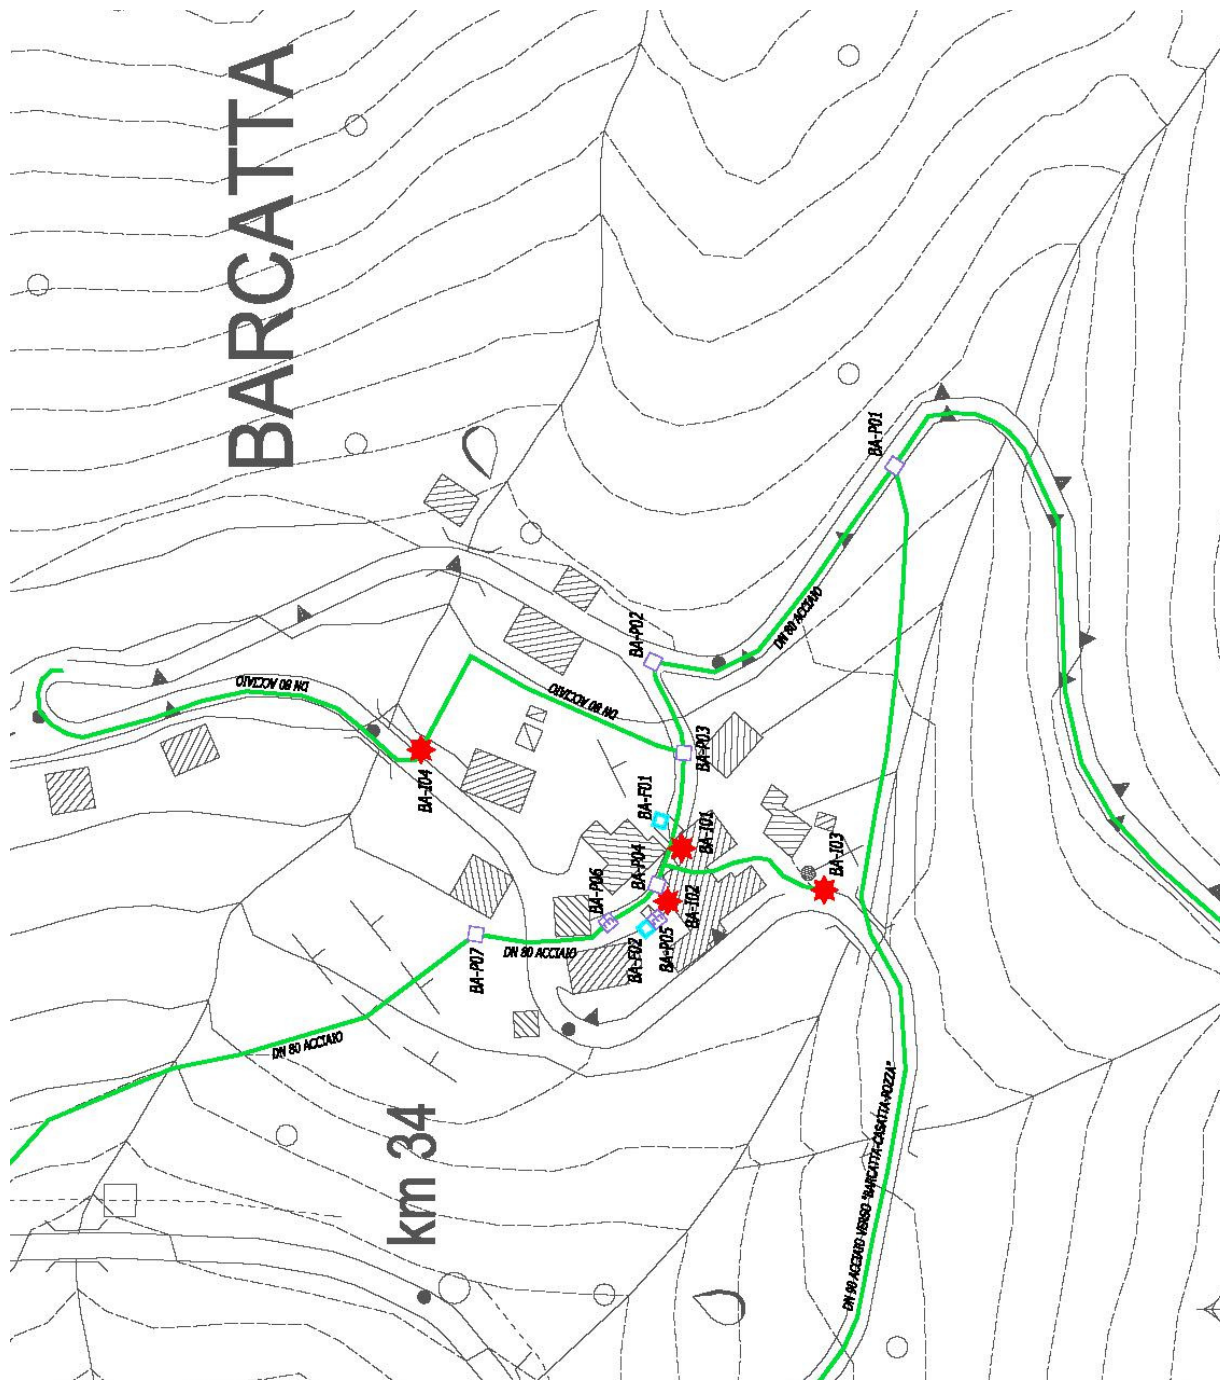 BARCATTA
BA-P01
BA-P02
DN 80 ACCIAIO
DN 80 ACCIAIO
DN 80 ACCIAIO
BA-P03
BA-I04
BA-F01
BA-I01
BA-P04
BA-I03
BA-P06
BA-I02
BA-P07
DN 80 ACCIAIO
BA-F02
BA-P05
DN 80 ACCIAIO
km 34
DN 90 ACCIAIO VERSO "BARCATTA-CASATTA-POZZA"